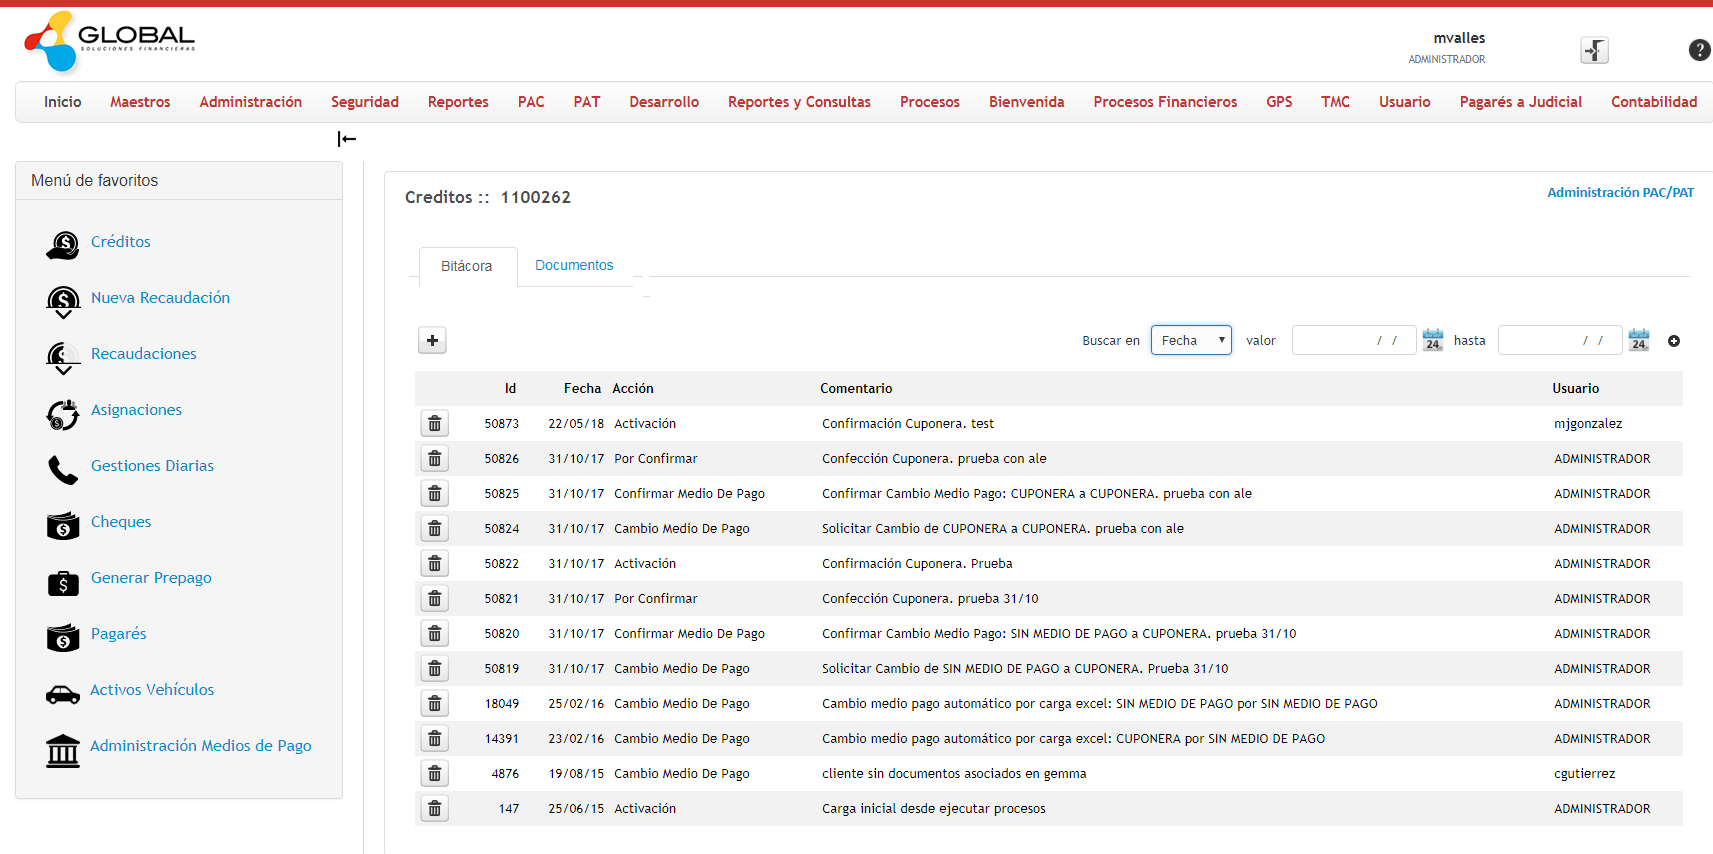 GLOBAL
SOLUCIONES FINANCIERAS
mvalles
ADMINISTRADOR
?
Inicio Maestros Administración Seguridad Reportes PAC PAT Desarrollo Reportes y Consultas Procesos Bienvenida Procesos Financieros GPS TMC Usuario Pagarés a Judicial Contabilidad
Menú de favoritos
Créditos
Nueva Recaudación
Recaudaciones
Asignaciones
Gestiones Diarias
Cheques
Generar Prepago
Pagarés
Activos Vehículos
Administración Medios de Pago
Creditos :: 1100262
Administración PAC/PAT
Bitácora Documentos
Buscar en Fecha valor / / 24 hasta / / 24
Id Fecha Acción Comentario Usuario
50873 22/05/18 Activación Confirmación Cuponera. test mjgonzalez
50826 31/10/17 Por Confirmar Confección Cuponera. prueba con ale ADMINISTRADOR
50825 31/10/17 Confirmar Medio De Pago Confirmar Cambio Medio Pago: CUPONERA a CUPONERA. prueba con ale ADMINISTRADOR
50824 31/10/17 Cambio Medio De Pago Solicitar Cambio de CUPONERA a CUPONERA. prueba con ale ADMINISTRADOR
50822 31/10/17 Activación Confirmación Cuponera. Prueba ADMINISTRADOR
50821 31/10/17 Por Confirmar Confección Cuponera. prueba 31/10 ADMINISTRADOR
50820 31/10/17 Confirmar Medio De Pago Confirmar Cambio Medio Pago: SIN MEDIO DE PAGO a CUPONERA. prueba 31/10 ADMINISTRADOR
50819 31/10/17 Cambio Medio De Pago Solicitar Cambio de SIN MEDIO DE PAGO a CUPONERA. Prueba 31/10 ADMINISTRADOR
18049 25/02/16 Cambio Medio De Pago Cambio medio pago automático por carga excel: SIN MEDIO DE PAGO por SIN MEDIO DE PAGO ADMINISTRADOR
14391 23/02/16 Cambio Medio De Pago Cambio medio pago automático por carga excel: CUPONERA por SIN MEDIO DE PAGO ADMINISTRADOR
4876 19/08/15 Cambio Medio De Pago cliente sin documentos asociados en gemma cgutierrez
147 25/06/15 Activación Carga inicial desde ejecutar procesos ADMINISTRADOR